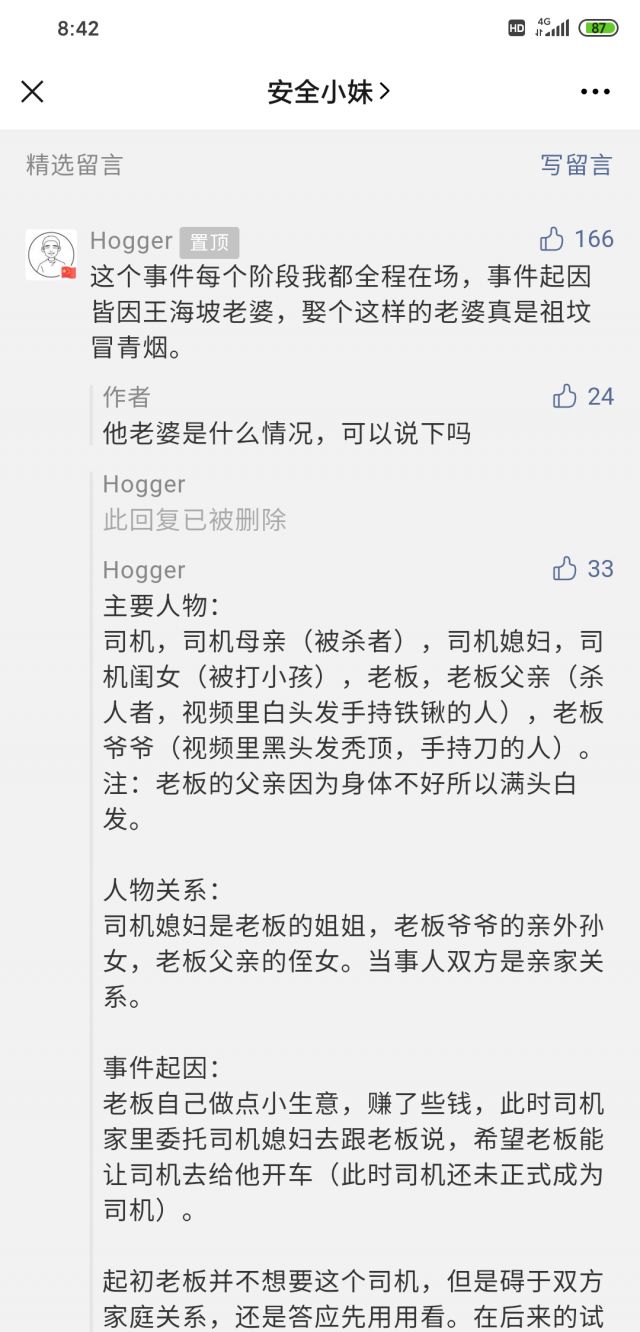 8:42
HD 4G 87
安全小妹
精选留言
写留言
Hogger 置顶
166
这个事件每个阶段我都全程在场，事件起因
皆因王海坡老婆，娶个这样的老婆真是祖坟
冒青烟。
作者
24
他老婆是什么情况，可以说下吗
Hogger
此回复已被删除
Hogger
33
主要人物：
司机，司机母亲（被杀者），司机媳妇，司
机闺女（被打小孩），老板，老板父亲（杀
人者，视频里白头发手持铁锹的人），老板
爷爷（视频里黑头发秃顶，手持刀的人）。
注：老板的父亲因为身体不好所以满头白
发。
人物关系：
司机媳妇是老板的姐姐，老板爷爷的亲外孙
女，老板父亲的侄女。当事人双方是亲家关
系。
事件起因：
老板自己做点小生意，赚了些钱，此时司机
家里委托司机媳妇去跟老板说，希望老板能
让司机去给他开车（此时司机还未正式成为
司机）。
起初老板并不想要这个司机，但是碍于双方
家庭关系，还是答应先用用看。在后来的试